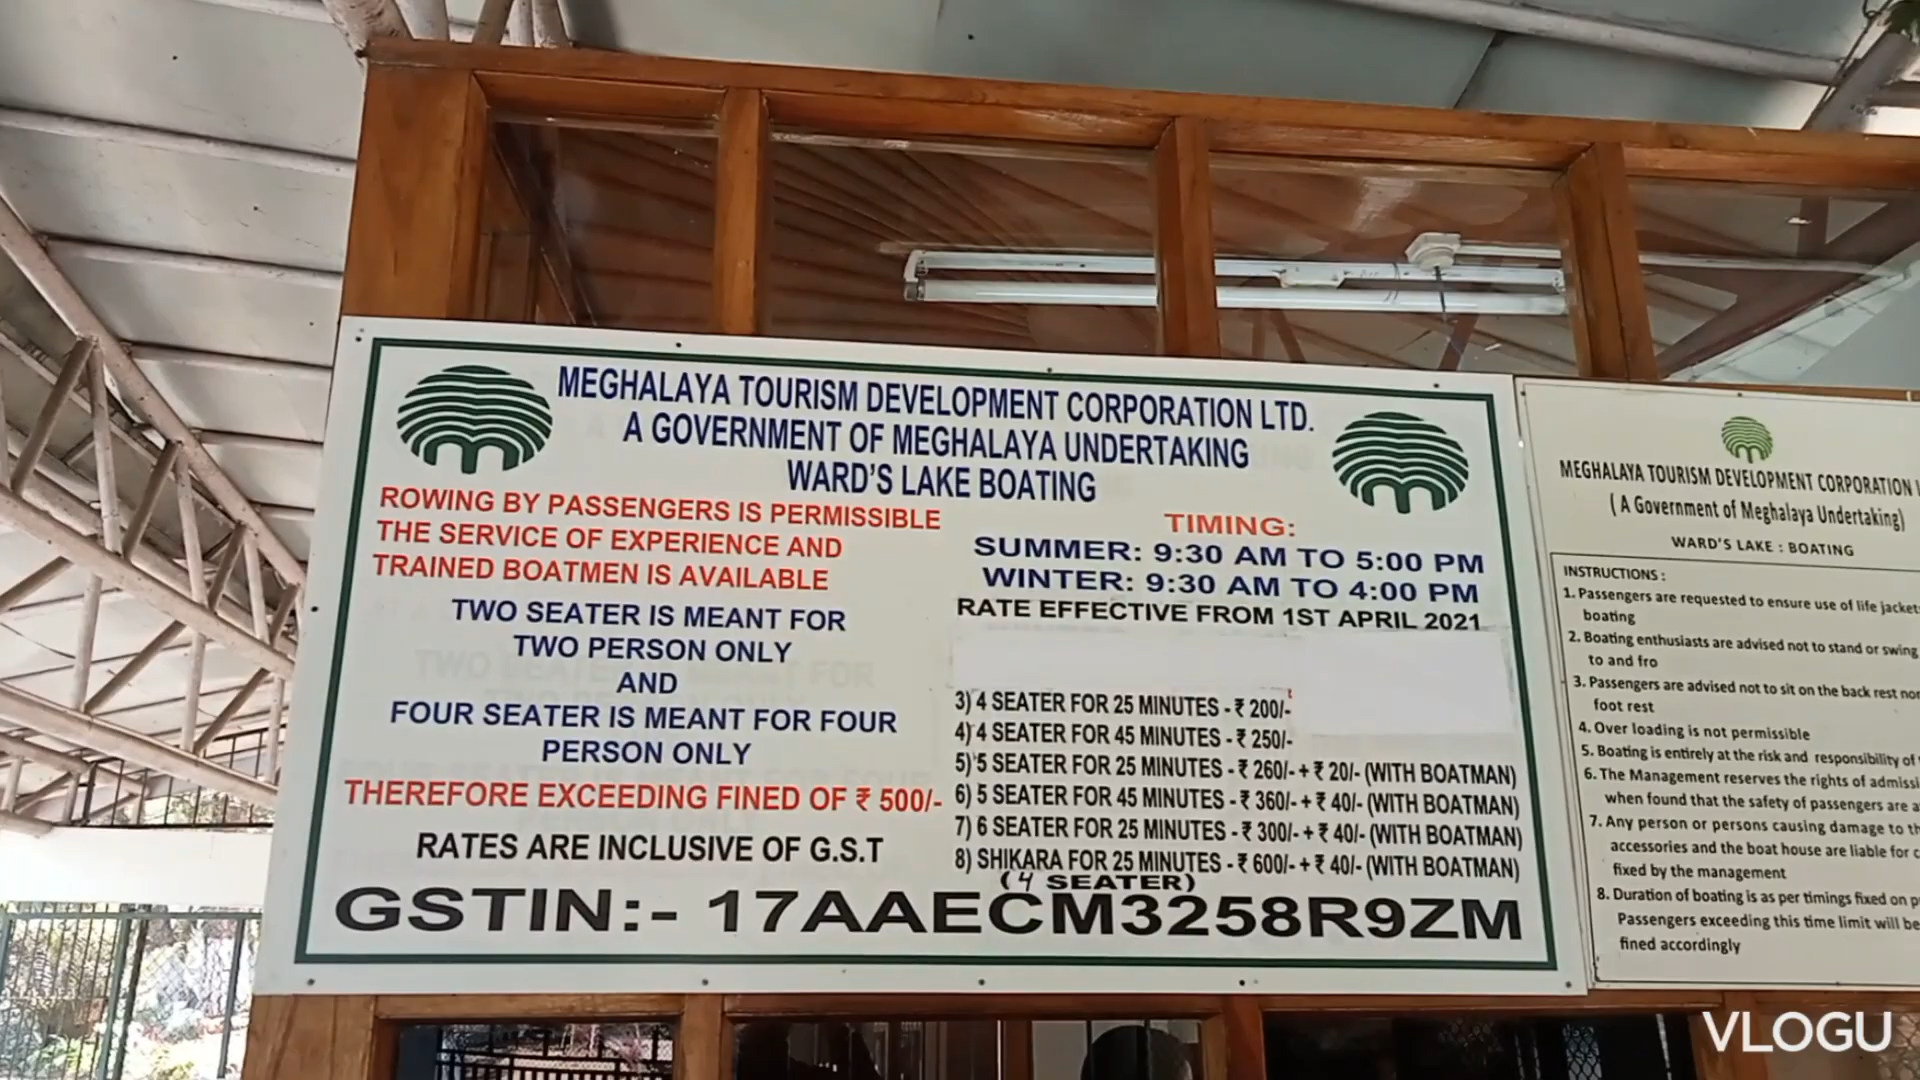 MEGHALAYA TOURISM DEVELOPMENT CORPORATION LTD.
A GOVERNMENT OF MEGHALAYA UNDERTAKING
WARD'S LAKE BOATING
ROWING BY PASSENGERS IS PERMISSIBLE
THE SERVICE OF EXPERIENCE AND
TRAINED BOATMEN IS AVAILABLE
TWO SEATER IS MEANT FOR
TWO PERSON ONLY
AND
FOUR SEATER IS MEANT FOR FOUR
PERSON ONLY
THEREFORE EXCEEDING FINED OF ₹ 500/-
RATES ARE INCLUSIVE OF G.S.T
TIMING:
SUMMER: 9:30 AM TO 5:00 PM
WINTER: 9:30 AM TO 4:00 PM
RATE EFFECTIVE FROM 1ST APRIL 2021
3) 4 SEATER FOR 25 MINUTES - ₹ 200/-
4) 4 SEATER FOR 45 MINUTES - ₹ 250/-
5) 5 SEATER FOR 25 MINUTES - ₹ 260/- + ₹ 20/- (WITH BOATMAN)
6) 5 SEATER FOR 45 MINUTES - ₹ 360/- + ₹ 40/- (WITH BOATMAN)
7) 6 SEATER FOR 25 MINUTES - ₹ 300/- + ₹ 40/- (WITH BOATMAN)
8) SHIKARA FOR 25 MINUTES - ₹ 600/- + ₹ 40/- (WITH BOATMAN)
(4 SEATER)
GSTIN:- 17AAECM3258R9ZM
MEGHALAYA TOURISM DEVELOPMENT CORPORATION
(A Government of Meghalaya Undertaking)
WARD'S LAKE : BOATING
INSTRUCTIONS :
1. Passengers are requested to ensure use of life jacket
boating
2. Boating enthusiasts are advised not to stand or swing
to and fro
3. Passengers are advised not to sit on the back rest nor
foot rest
4. Over loading is not permissible
5. Boating is entirely at the risk and responsibility of
6. The Management reserves the rights of
when found that the safety of passengers are
7. Any person or persons causing damage to
accessories and the boat house are liable for
fixed by the management
8. Duration of boating is as per timings fixed on
Passengers exceeding this time limit will be
fined accordingly
VLOGU